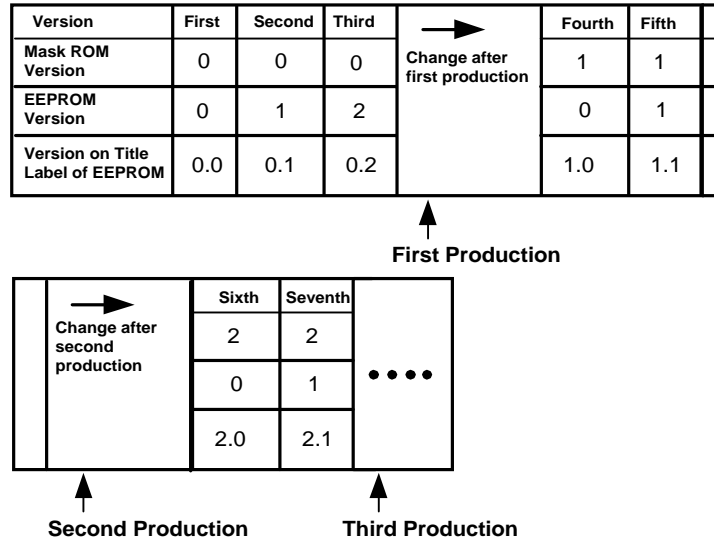 Version First Second Third Fourth Fifth
Mask ROM
Version 0 0 0 Change after
first production 1 1
EEPROM
Version 0 1 2 0 1
Version on Title
Label of EEPROM 0.0 0.1 0.2 1.0 1.1
First Production
Change after
second
production
Sixth Seventh
2 2
0 1
2.0 2.1
Second Production Third Production